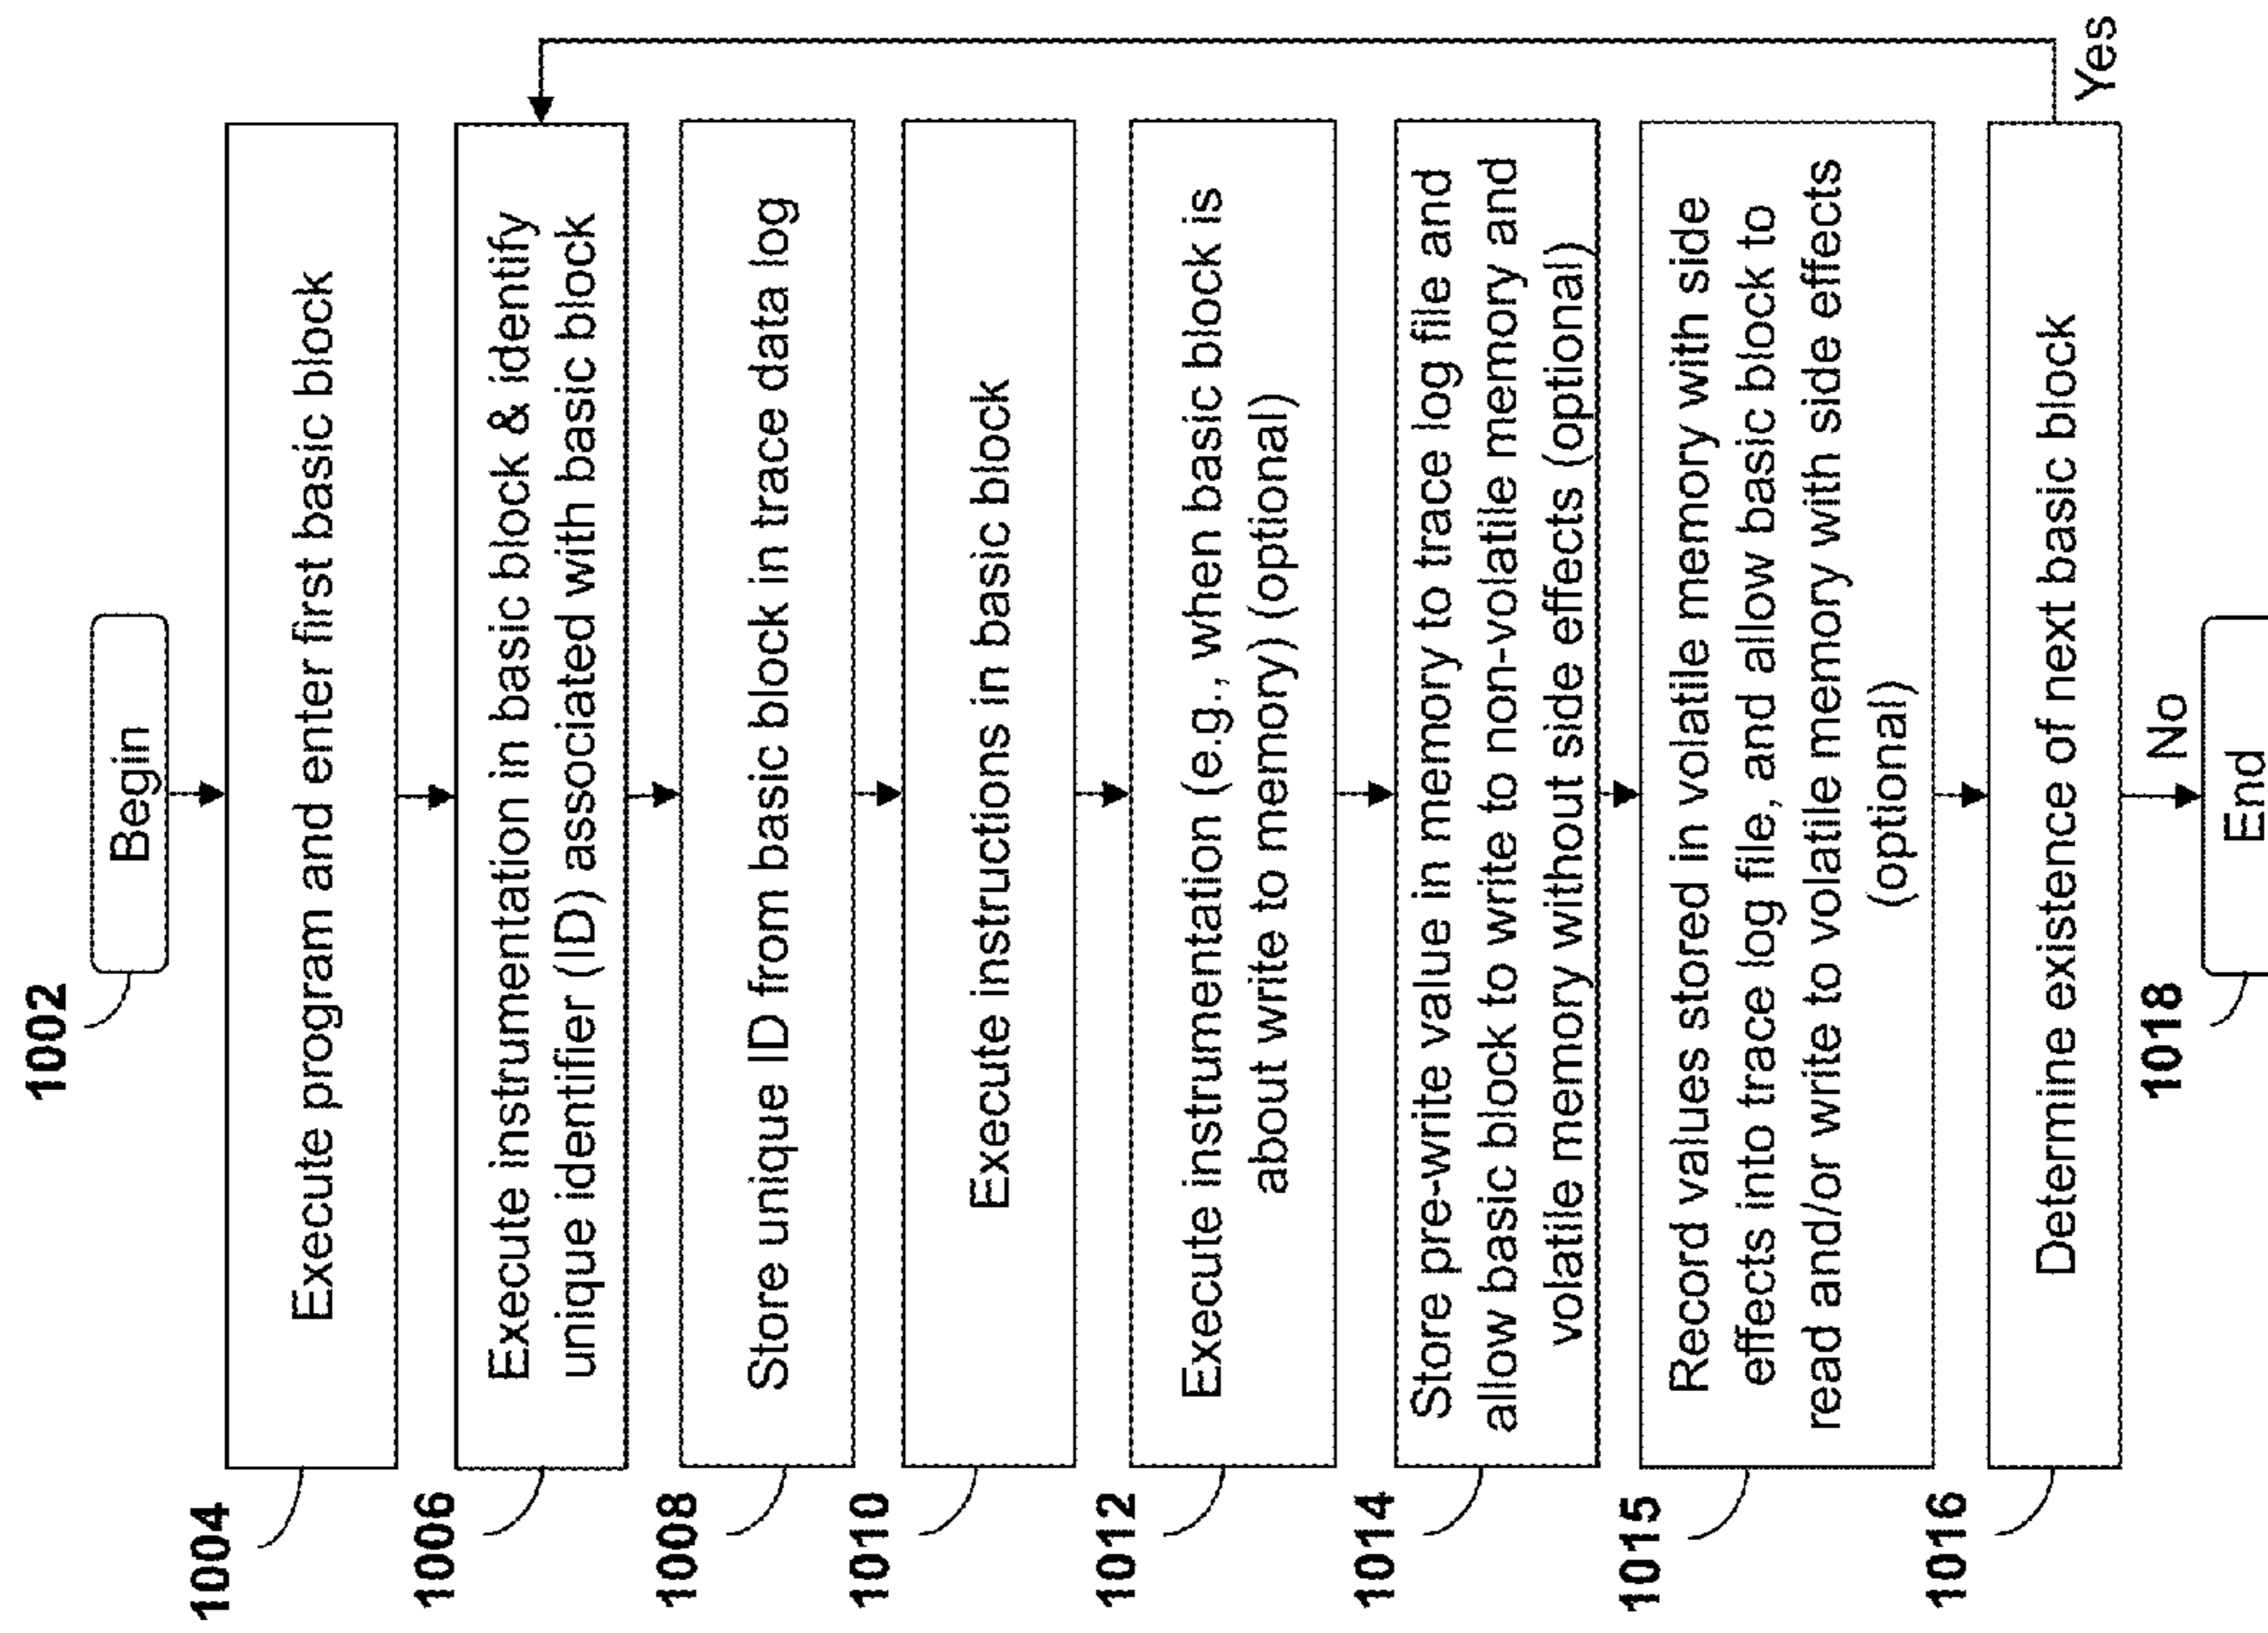 1002
Begin
1004
Execute program and enter first basic block
1006
Execute instrumentation in basic block & identify
unique identifier (ID) associated with basic block
1008
Store unique ID from basic block in trace data log
1010
Execute instructions in basic block
1012
Execute instrumentation (e.g., when basic block is
about write to memory) (optional)
1014
Store pre-write value in memory to trace log file and
allow basic block to write to non-volatile memory and
volatile memory without side effects (optional)
1015
Record values stored in volatile memory with side
effects into trace log file, and allow basic block to
read and/or write to volatile memory with side effects
(optional)
1016
Determine existence of next basic block
Yes
No
1018
End